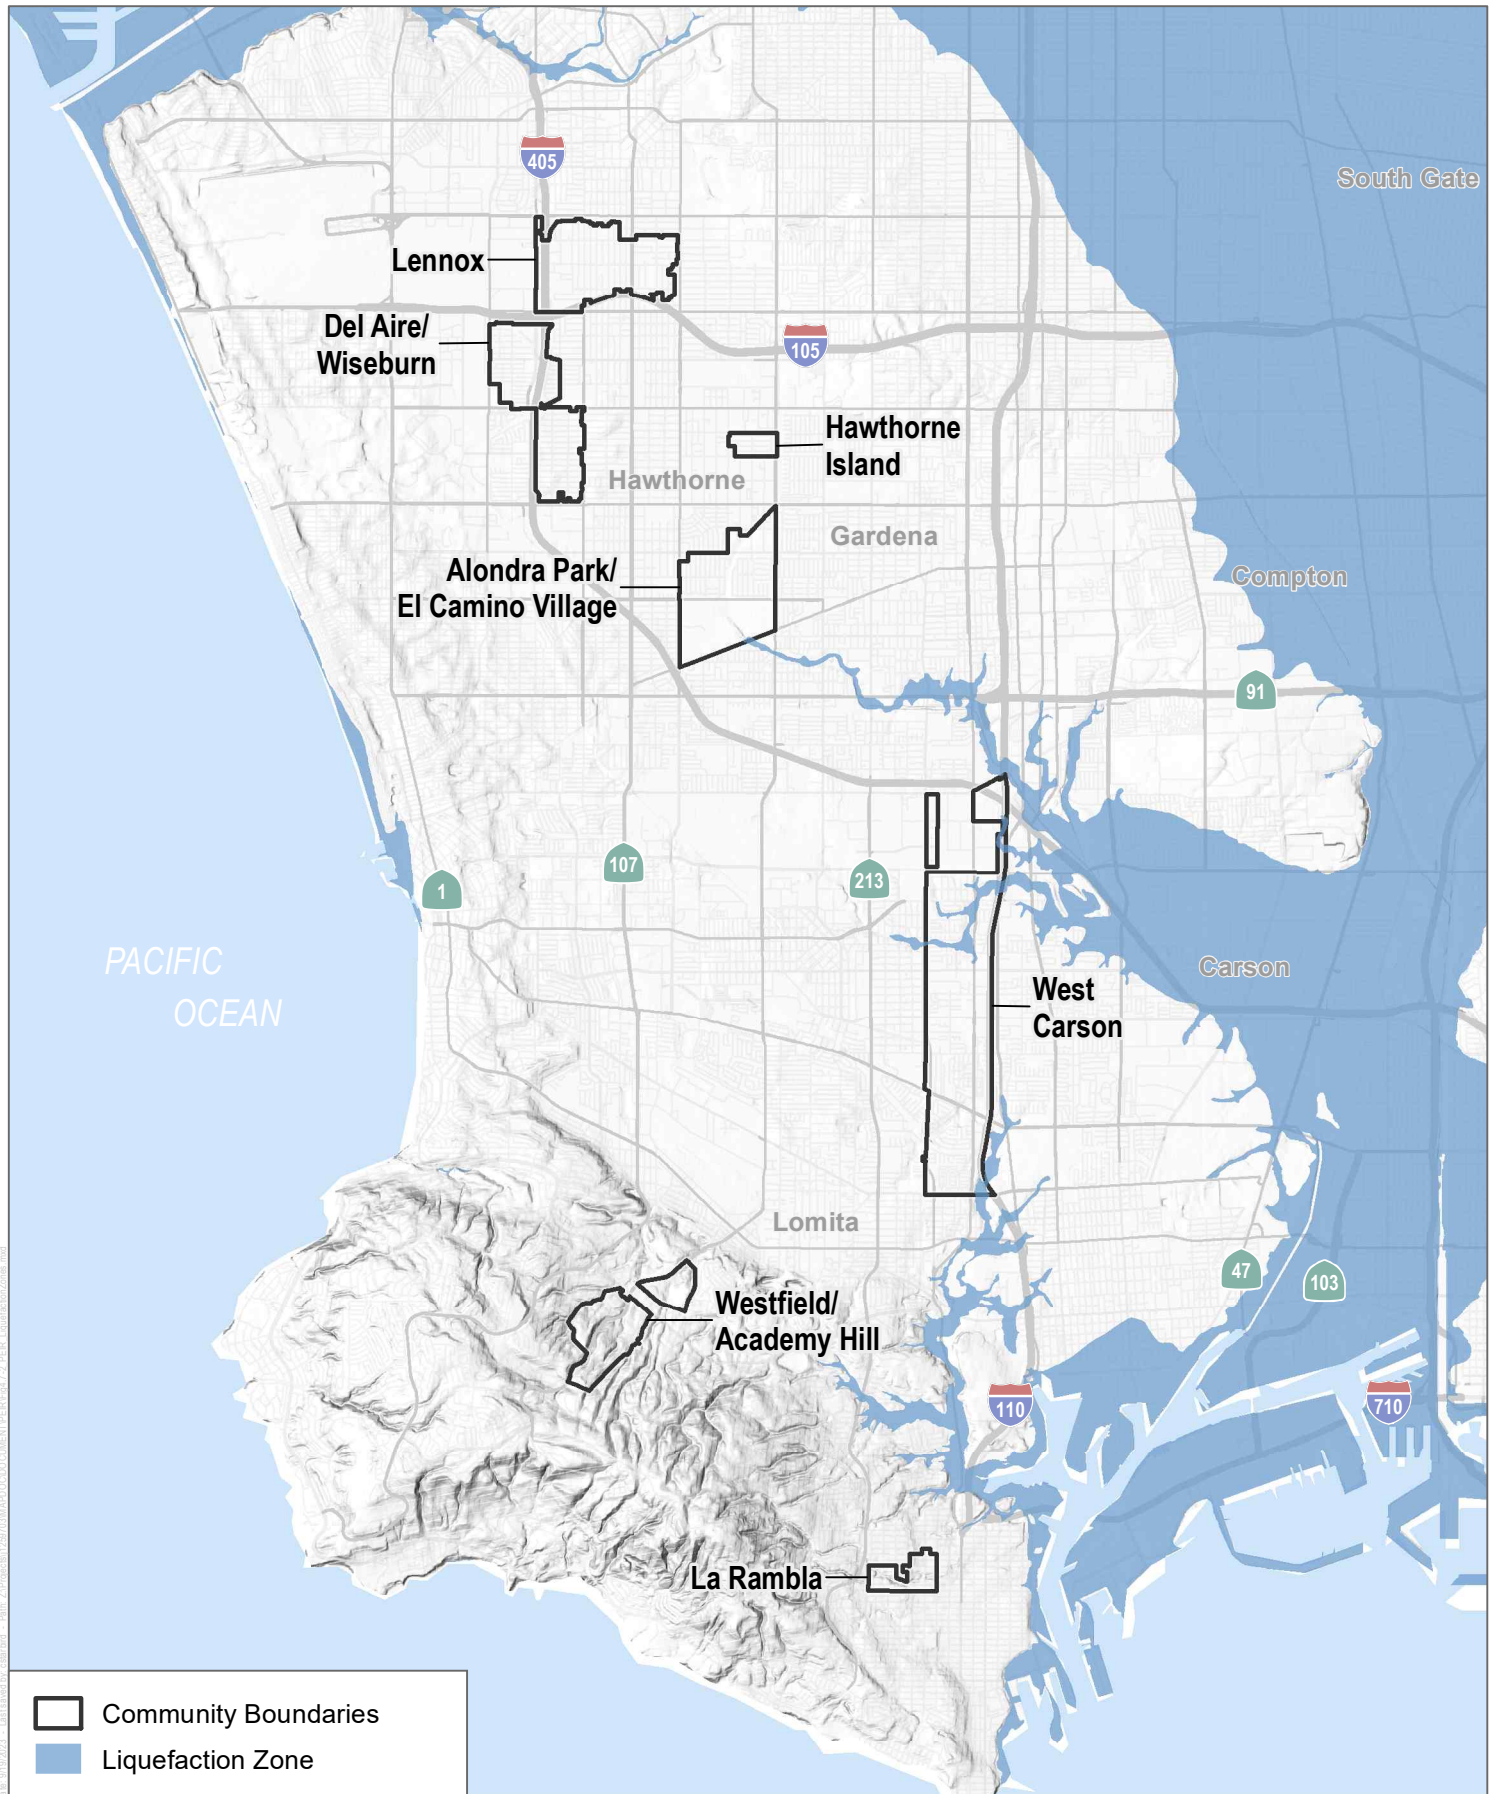 405
South Gate
Lennox
Del Aire/
Wiseburn
105
Hawthorne
Island
Hawthorne
Gardena
Alondra Park/
El Camino Village
Compton
91
107
213
1
PACIFIC
OCEAN
Carson
West
Carson
Lomita
47
103
Westfield/
Academy Hill
110
710
La Rambla
Community Boundaries
Liquefaction Zone